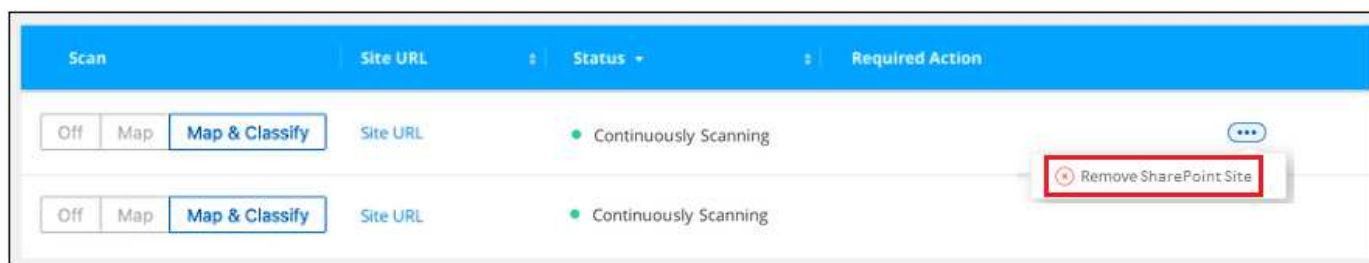 Scan Site URL Status Required Action
Off Map Map & Classify Site URL Continuously Scanning
Remove SharePoint Site
Off Map Map & Classify Site URL Continuously Scanning